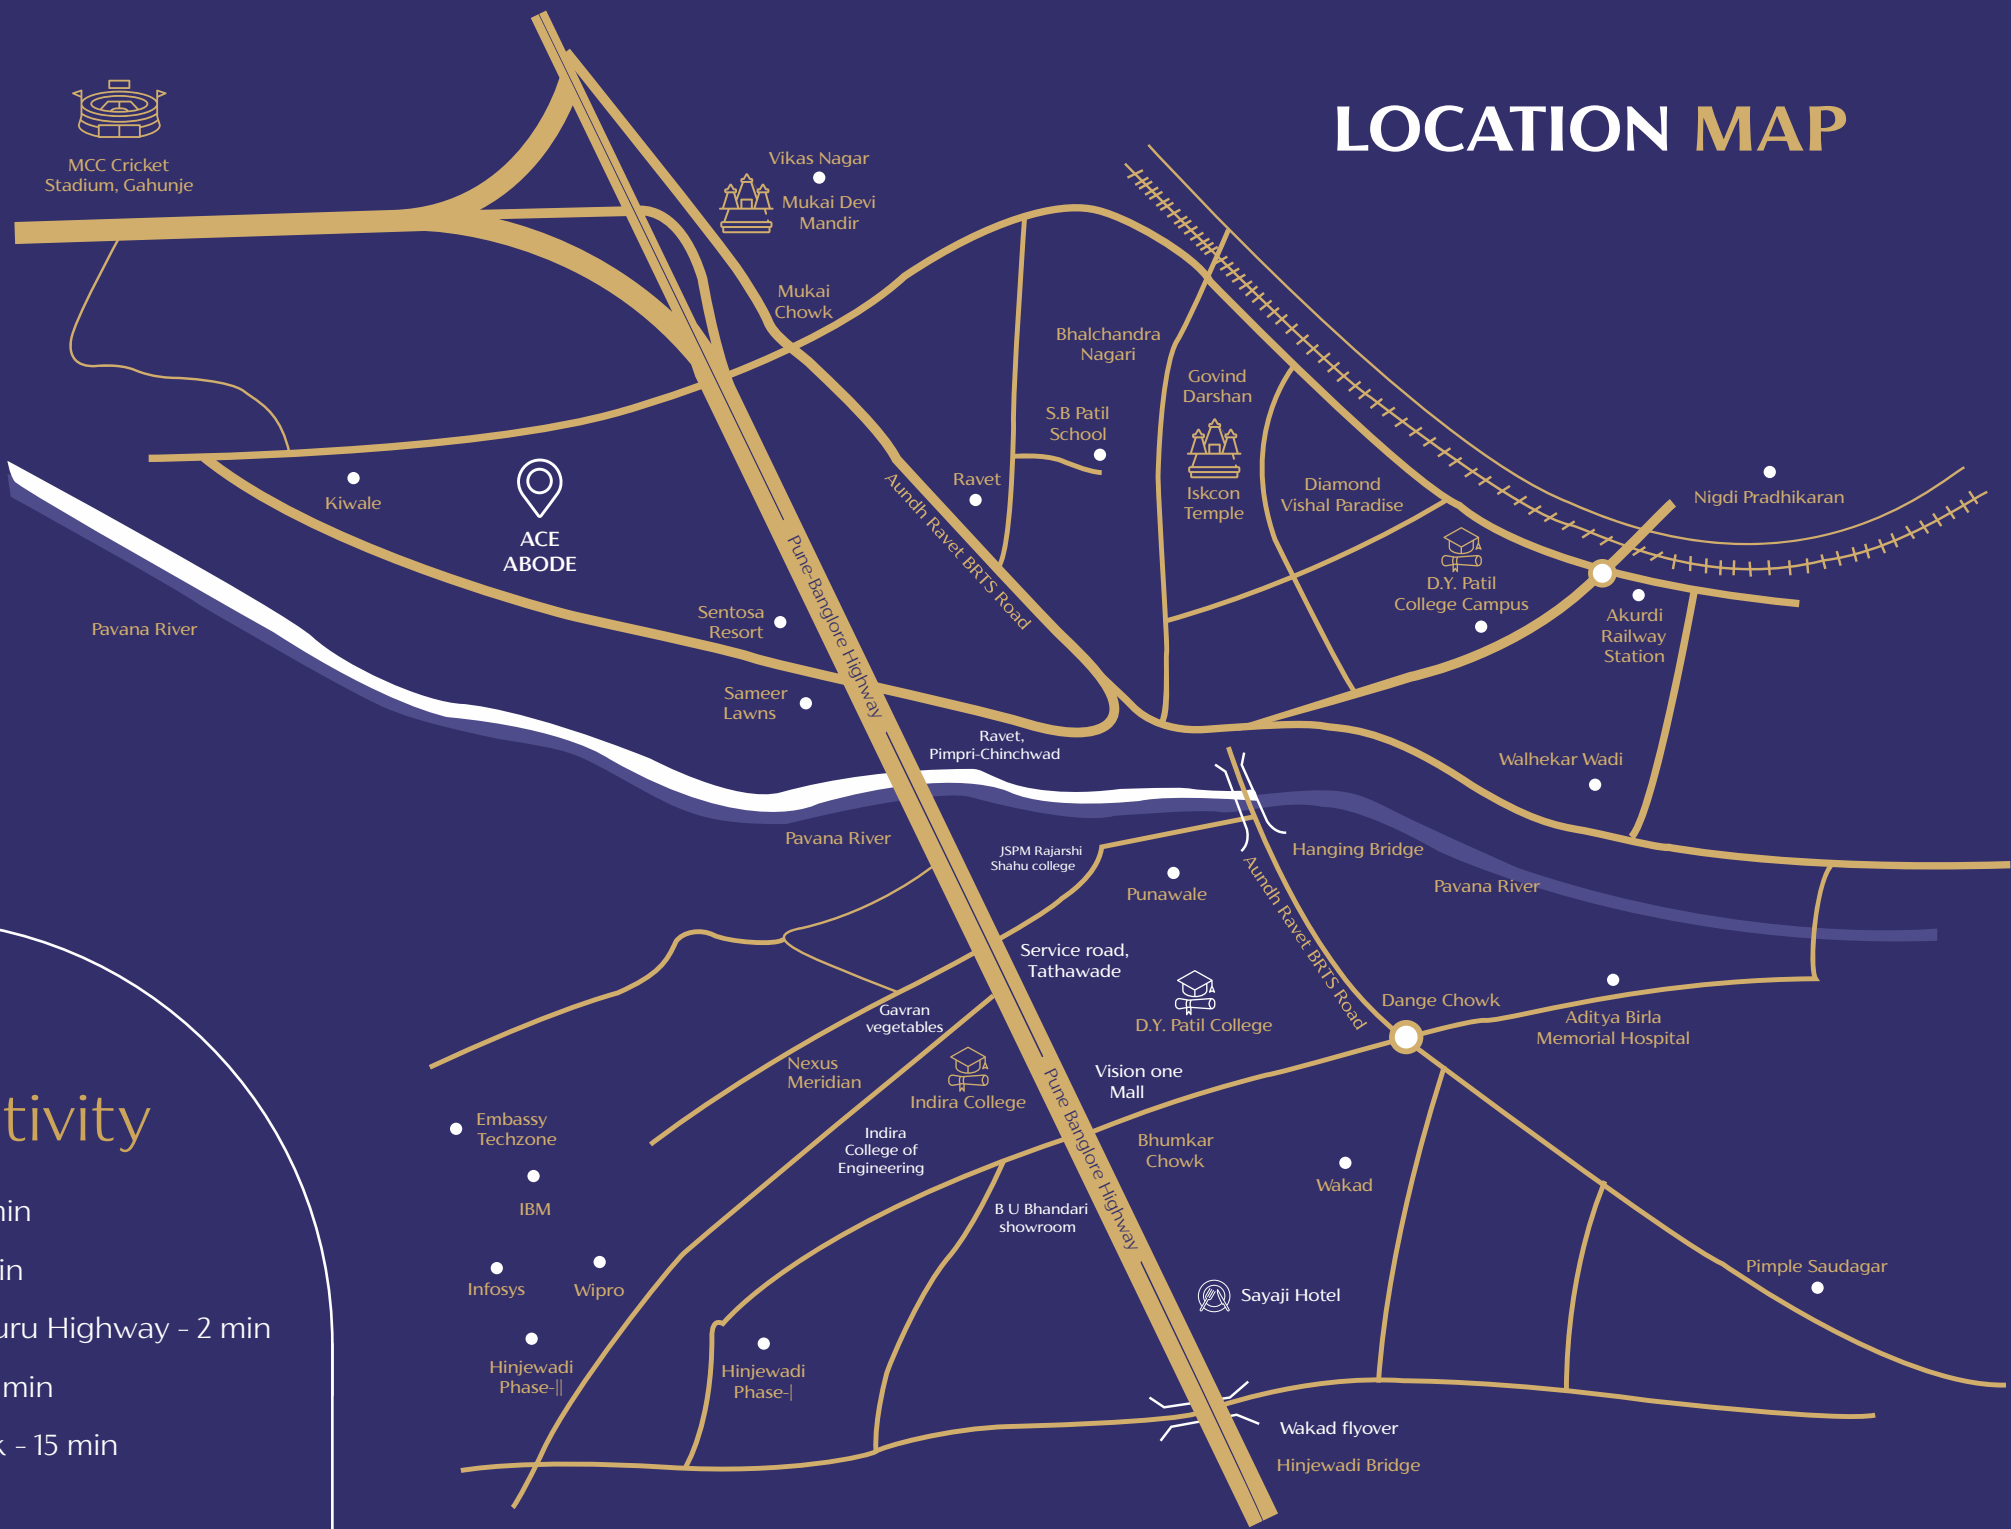 LOCATION MAP
MCC Cricket
Stadium, Gahunje
Vikas Nagar
Mukai Devi
Mandir
Mukai
Chowk
Bhalchandra
Nagari
Govind
Darshan
S.B Patil
School
Iskcon
Temple
Diamond
Vishal Paradise
Nigdi Pradhikaran
Kiwale
ACE
ABODE
Ravet
Aundh Ravet BRTS Road
Pune-Banglore Highway
D.Y. Patil
College Campus
Akurdi
Railway
Station
Pavana River
Sentosa
Resort
Sameer
Lawns
Ravet,
Pimpri-Chinchwad
Walhekar Wadi
Pavana River
JSPM Rajarshi
Shahu college
Hanging Bridge
Punawale
Pavana River
Aundh Ravet BRTS Road
Service road,
Tathawade
D.Y. Patil College
Dange Chowk
Aditya Birla
Memorial Hospital
Gavran
vegetables
Nexus
Meridian
Indira College
Vision one
Mall
Pune Banglore Highway
Embassy
Techzone
Indira
College of
Engineering
Bhumkar
Chowk
Wakad
IBM
B U Bhandari
showroom
Infosys
Wipro
Sayaji Hotel
Pimple Saudagar
Hinjewadi
Phase-||
Hinjewadi
Phase-|
Wakad flyover
Hinjewadi Bridge
tivity
in
in
uru Highway - 2 min
min
k - 15 min